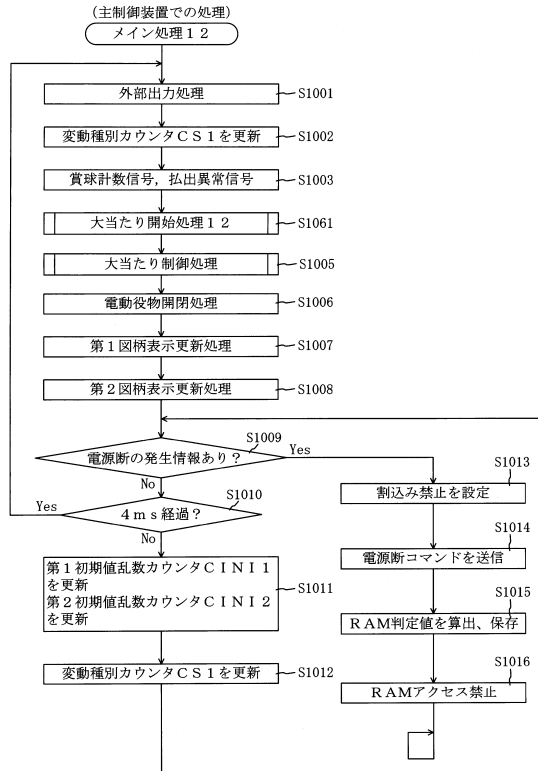 (主制御装置での処理)
メイン処理12
外部出力処理
S1001
変動種別カウンタCS1を更新
S1002
賞球計数信号,払出異常信号
S1003
大当たり開始処理12
S1061
大当たり制御処理
S1005
電動役物開閉処理
S1006
第1図柄表示更新処理
S1007
第2図柄表示更新処理
S1008
電源断の発生情報あり?
S1009
Yes
No
4ms経過?
S1010
Yes
No
第1初期値乱数カウンタCINI1
を更新
第2初期値乱数カウンタCINI2
を更新
S1011
変動種別カウンタCS1を更新
S1012
割込み禁止を設定
S1013
電源断コマンドを送信
S1014
RAM判定値を算出、保存
S1015
RAMアクセス禁止
S1016